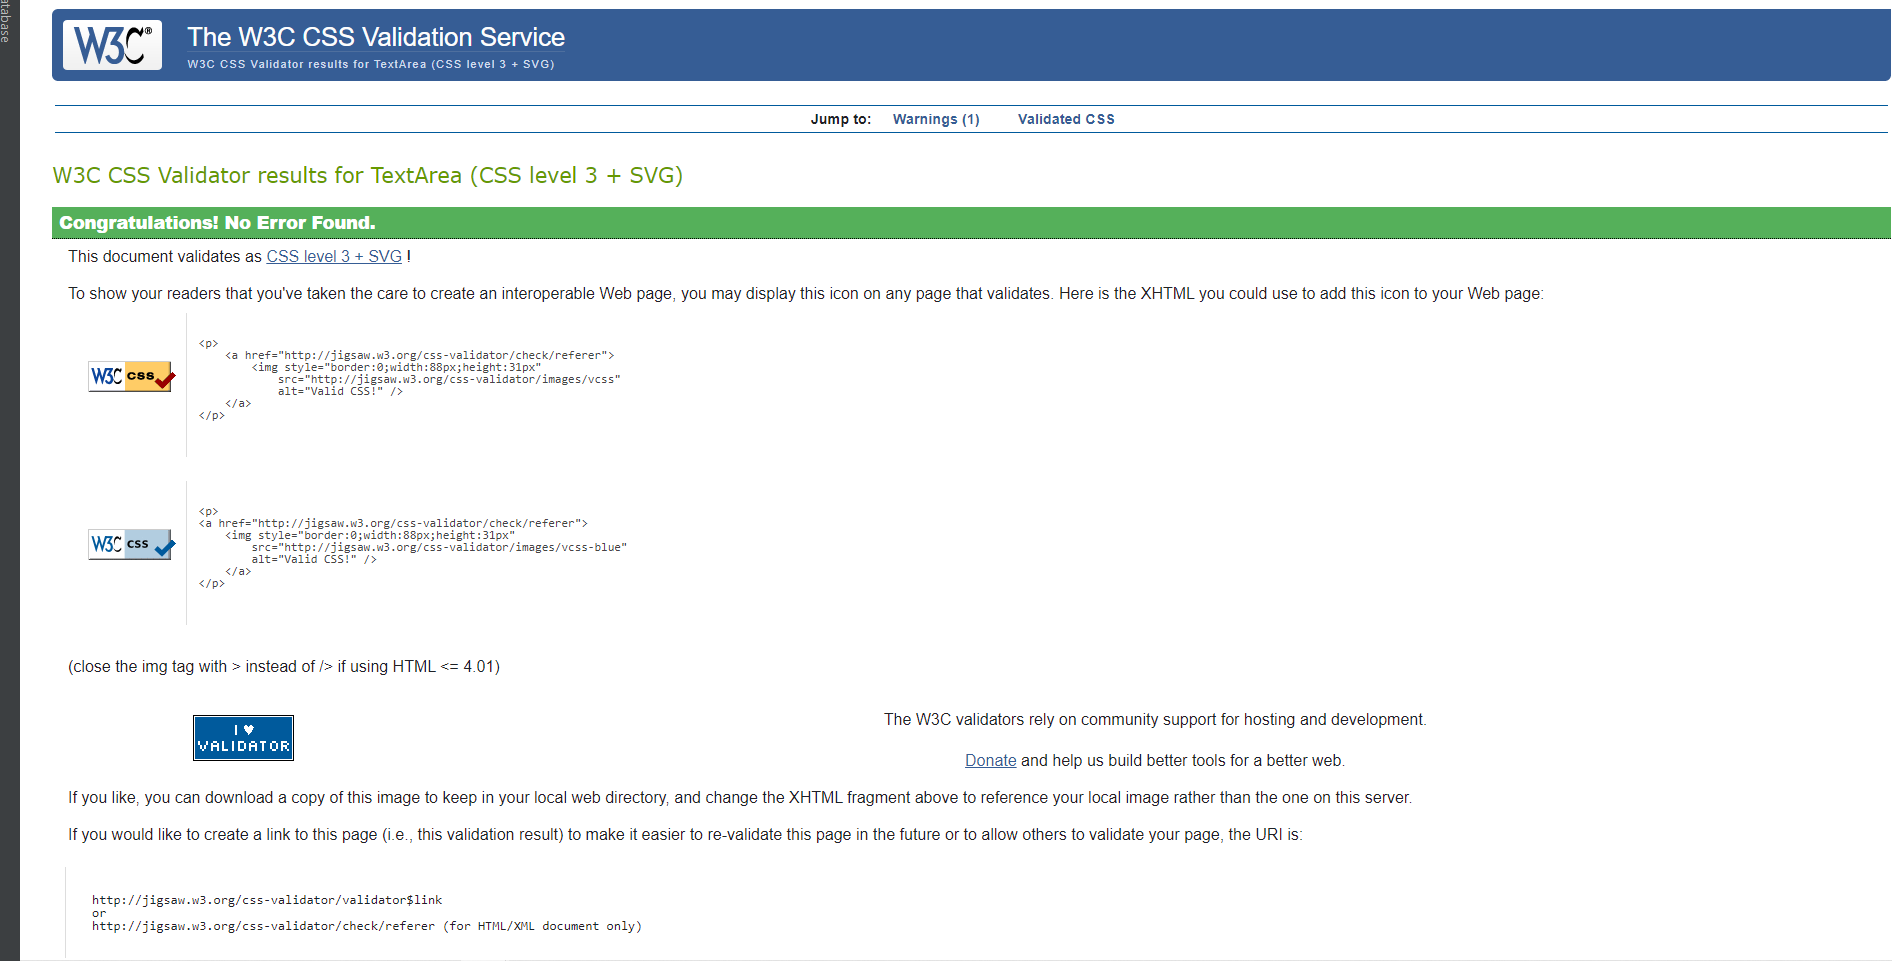 atabase
W3C®
The W3C CSS Validation Service
W3C CSS Validator results for TextArea (CSS level 3 + SVG)
Jump to: Warnings (1) Validated CSS
W3C CSS Validator results for TextArea (CSS level 3 + SVG)
Congratulations! No Error Found.
This document validates as CSS level 3 + SVG !
To show your readers that you've taken the care to create an interoperable Web page, you may display this icon on any page that validates. Here is the XHTML you could use to add this icon to your Web page:
W3C css
<p>
<a href="http://jigsaw.w3.org/css-validator/check/referer">
<img style="border:0;width:88px;height:31px"
src="http://jigsaw.w3.org/css-validator/images/vcss"
alt="Valid CSS!" />
</a>
</p>
W3C css
<p>
<a href="http://jigsaw.w3.org/css-validator/check/referer">
<img style="border:0;width:88px;height:31px"
src="http://jigsaw.w3.org/css-validator/images/vcss-blue"
alt="Valid CSS!" />
</a>
</p>
(close the img tag with > instead of /> if using HTML <= 4.01)
I ♥
VALIDATOR
The W3C validators rely on community support for hosting and development.
Donate and help us build better tools for a better web.
If you like, you can download a copy of this image to keep in your local web directory, and change the XHTML fragment above to reference your local image rather than the one on this server.
If you would like to create a link to this page (i.e., this validation result) to make it easier to re-validate this page in the future or to allow others to validate your page, the URI is:
http://jigsaw.w3.org/css-validator/validator$link
or
http://jigsaw.w3.org/css-validator/check/referer (for HTML/XML document only)